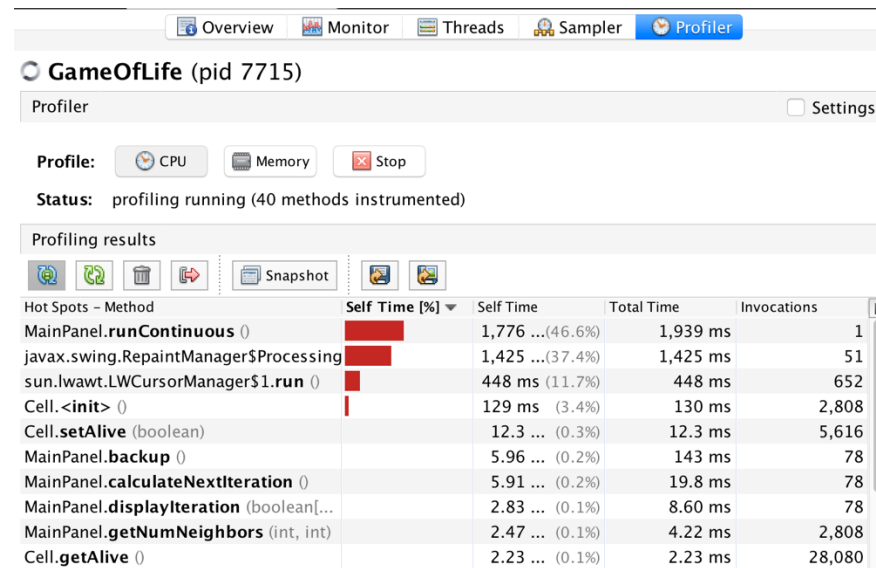 Overview Monitor Threads Sampler Profiler
GameOfLife (pid 7715)
Profiler Settings
Profile: CPU Memory Stop
Status: profiling running (40 methods instrumented)
Profiling results
Snapshot
Hot Spots – Method Self Time [%] Self Time Total Time Invocations
MainPanel.runContinuous () 1,776 ...(46.6%) 1,939 ms 1
javax.swing.RepaintManager$Processing 1,425 ...(37.4%) 1,425 ms 51
sun.lwawt.LWCursorManager$1.run () 448 ms (11.7%) 448 ms 652
Cell.<init> () 129 ms (3.4%) 130 ms 2,808
Cell.setAlive (boolean) 12.3 ... (0.3%) 12.3 ms 5,616
MainPanel.backup () 5.96 ... (0.2%) 143 ms 78
MainPanel.calculateNextIteration () 5.91 ... (0.2%) 19.8 ms 78
MainPanel.displayIteration (boolean[... 2.83 ... (0.1%) 8.60 ms 78
MainPanel.getNumNeighbors (int, int) 2.47 ... (0.1%) 4.22 ms 2,808
Cell.getAlive () 2.23 ... (0.1%) 2.23 ms 28,080